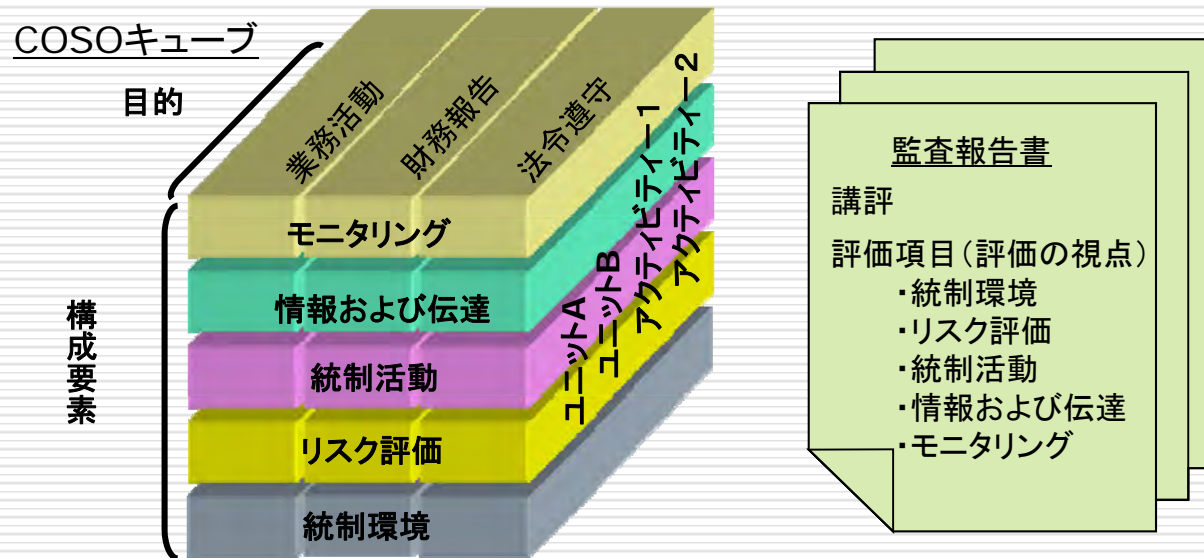 COSOキューブ
目的
業務活動
財務報告
法令遵守
構成要素
モニタリング
情報および伝達
統制活動
リスク評価
統制環境
ユニットA
ユニットB
アクティビティー1
アクティビティー2
監査報告書
講評
評価項目(評価の視点)
・統制環境
・リスク評価
・統制活動
・情報および伝達
・モニタリング